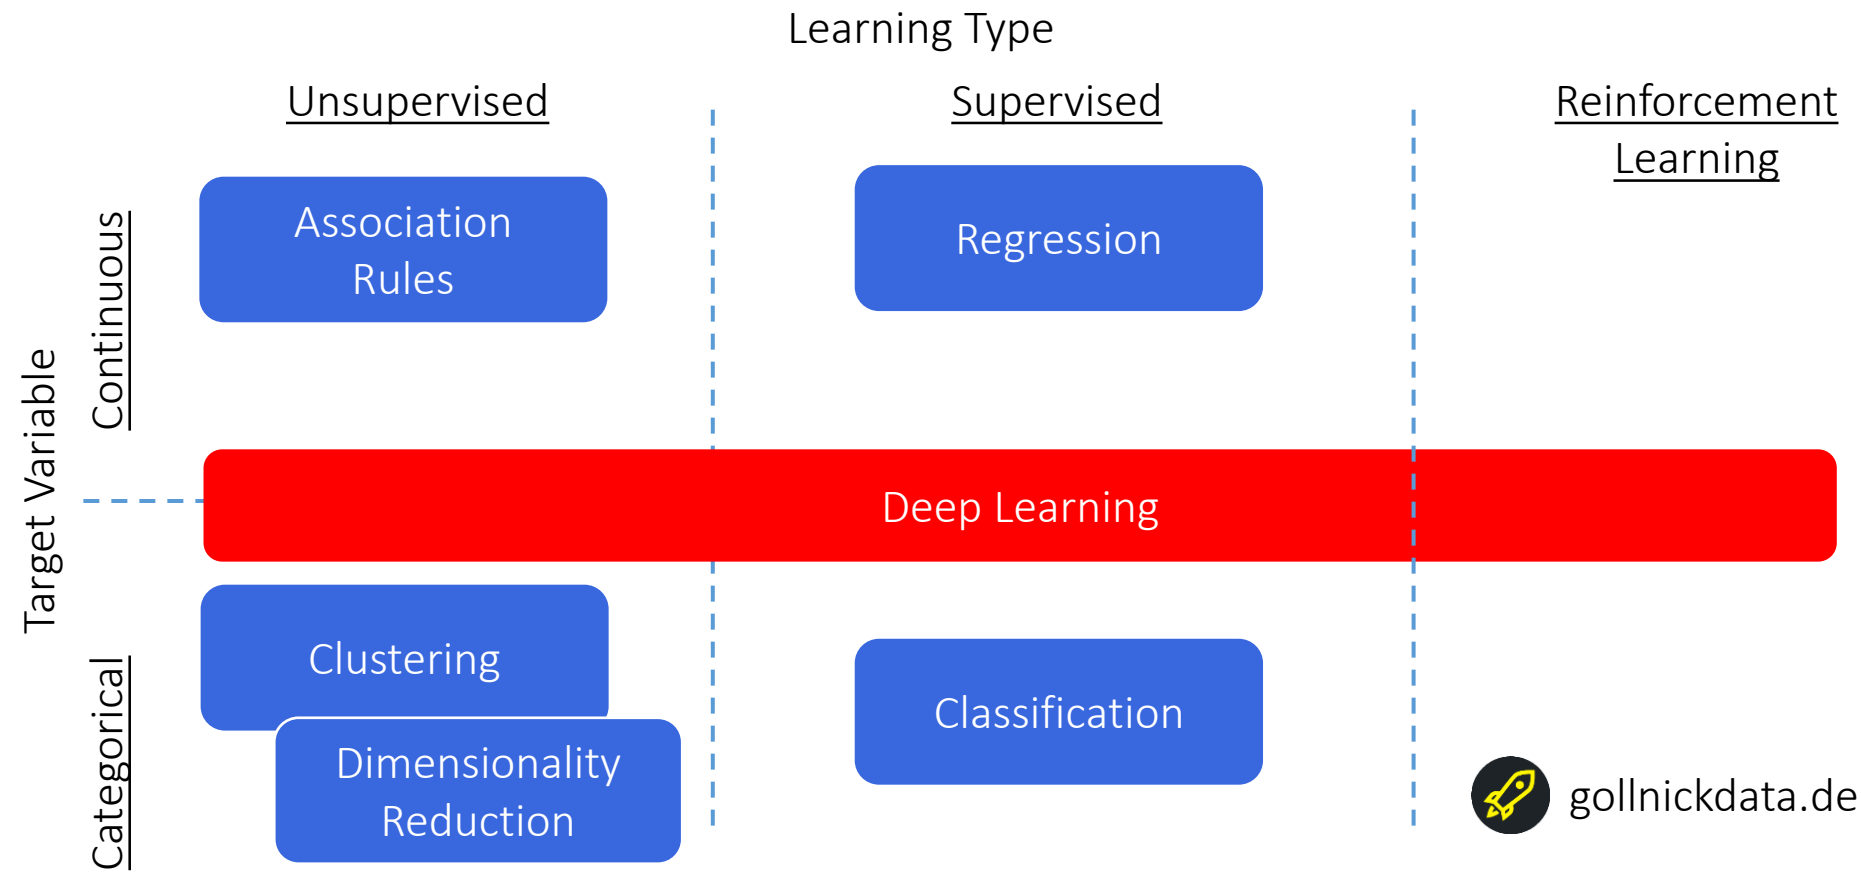 Learning Type
Unsupervised
Supervised
Reinforcement
Learning
Target Variable
Continuous
Association
Rules
Regression
Deep Learning
Categorical
Clustering
Dimensionality
Reduction
Classification
gollnickdata.de